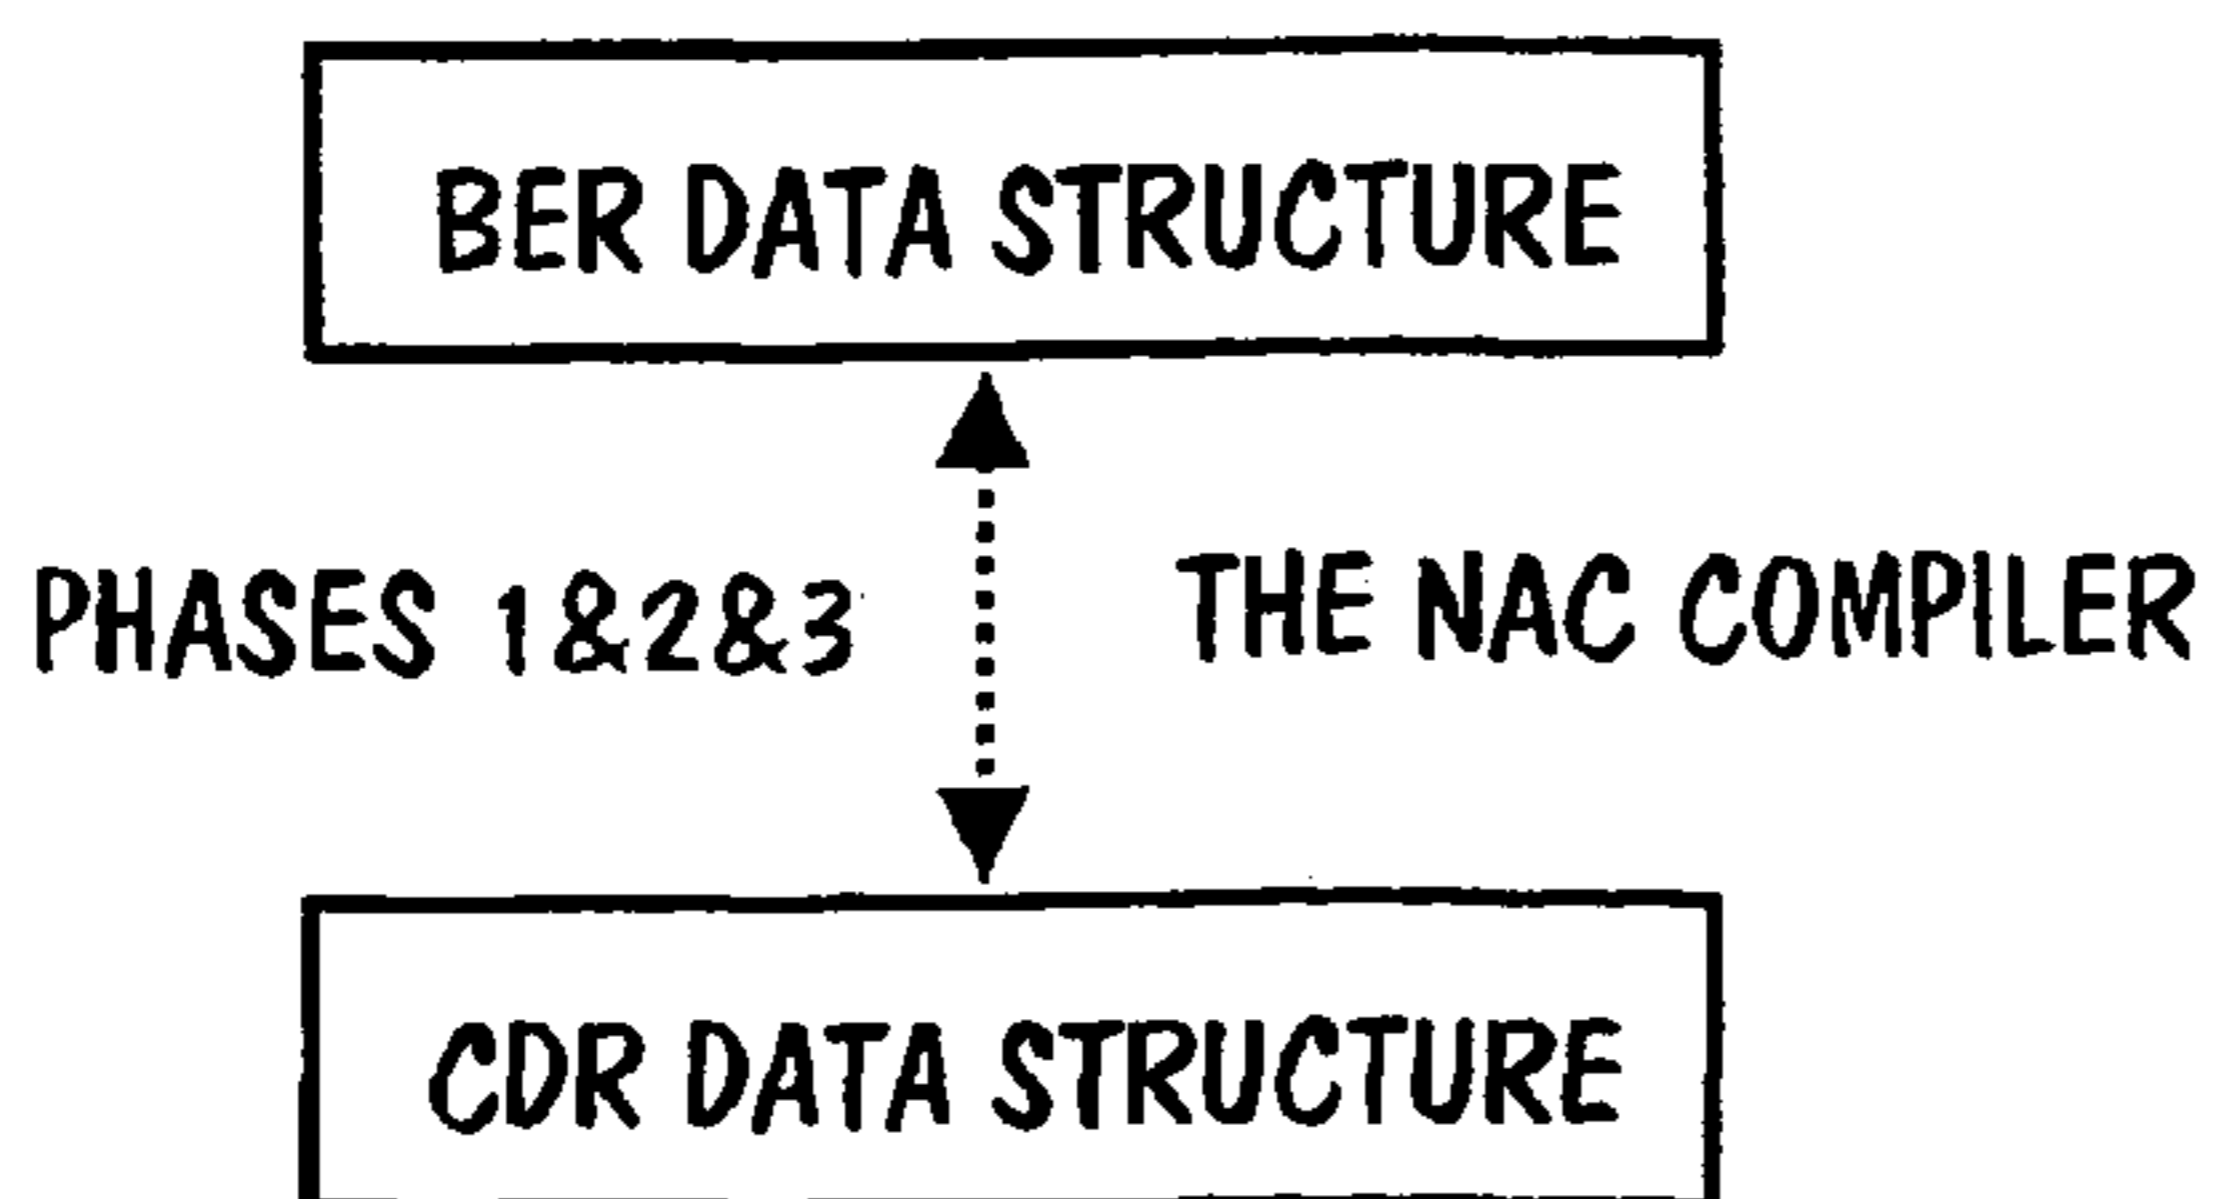 BER DATA STRUCTURE
PHASES 1&2&3
THE NAC COMPILER
CDR DATA STRUCTURE